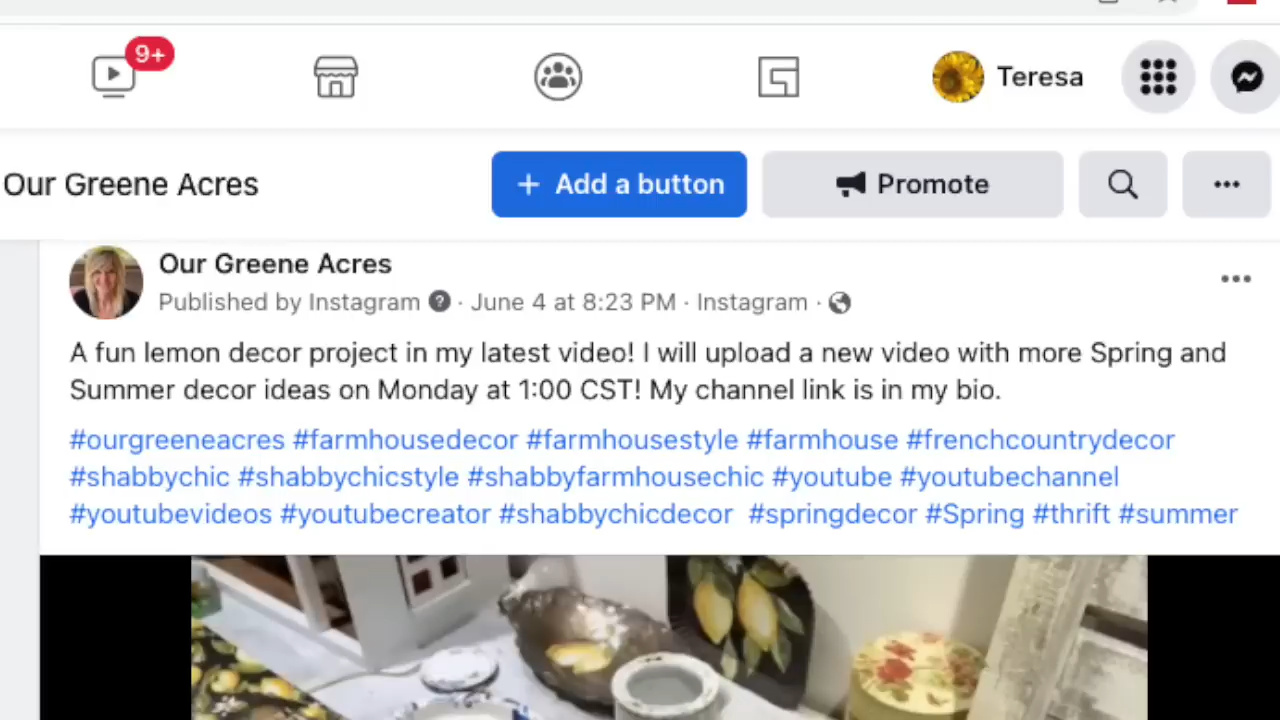 9+
Teresa
Our Greene Acres
+ Add a button
Promote
Our Greene Acres
Published by Instagram · June 4 at 8:23 PM · Instagram ·
A fun lemon decor project in my latest video! I will upload a new video with more Spring and
Summer decor ideas on Monday at 1:00 CST! My channel link is in my bio.
#ourgreeneacres #farmhousedecor #farmhousestyle #farmhouse #frenchcountrydecor
#shabbychic #shabbychicstyle #shabbyfarmhousechic #youtube #youtubechannel
#youtubevideos #youtubecreator #shabbychicdecor #springdecor #Spring #thrift #summer